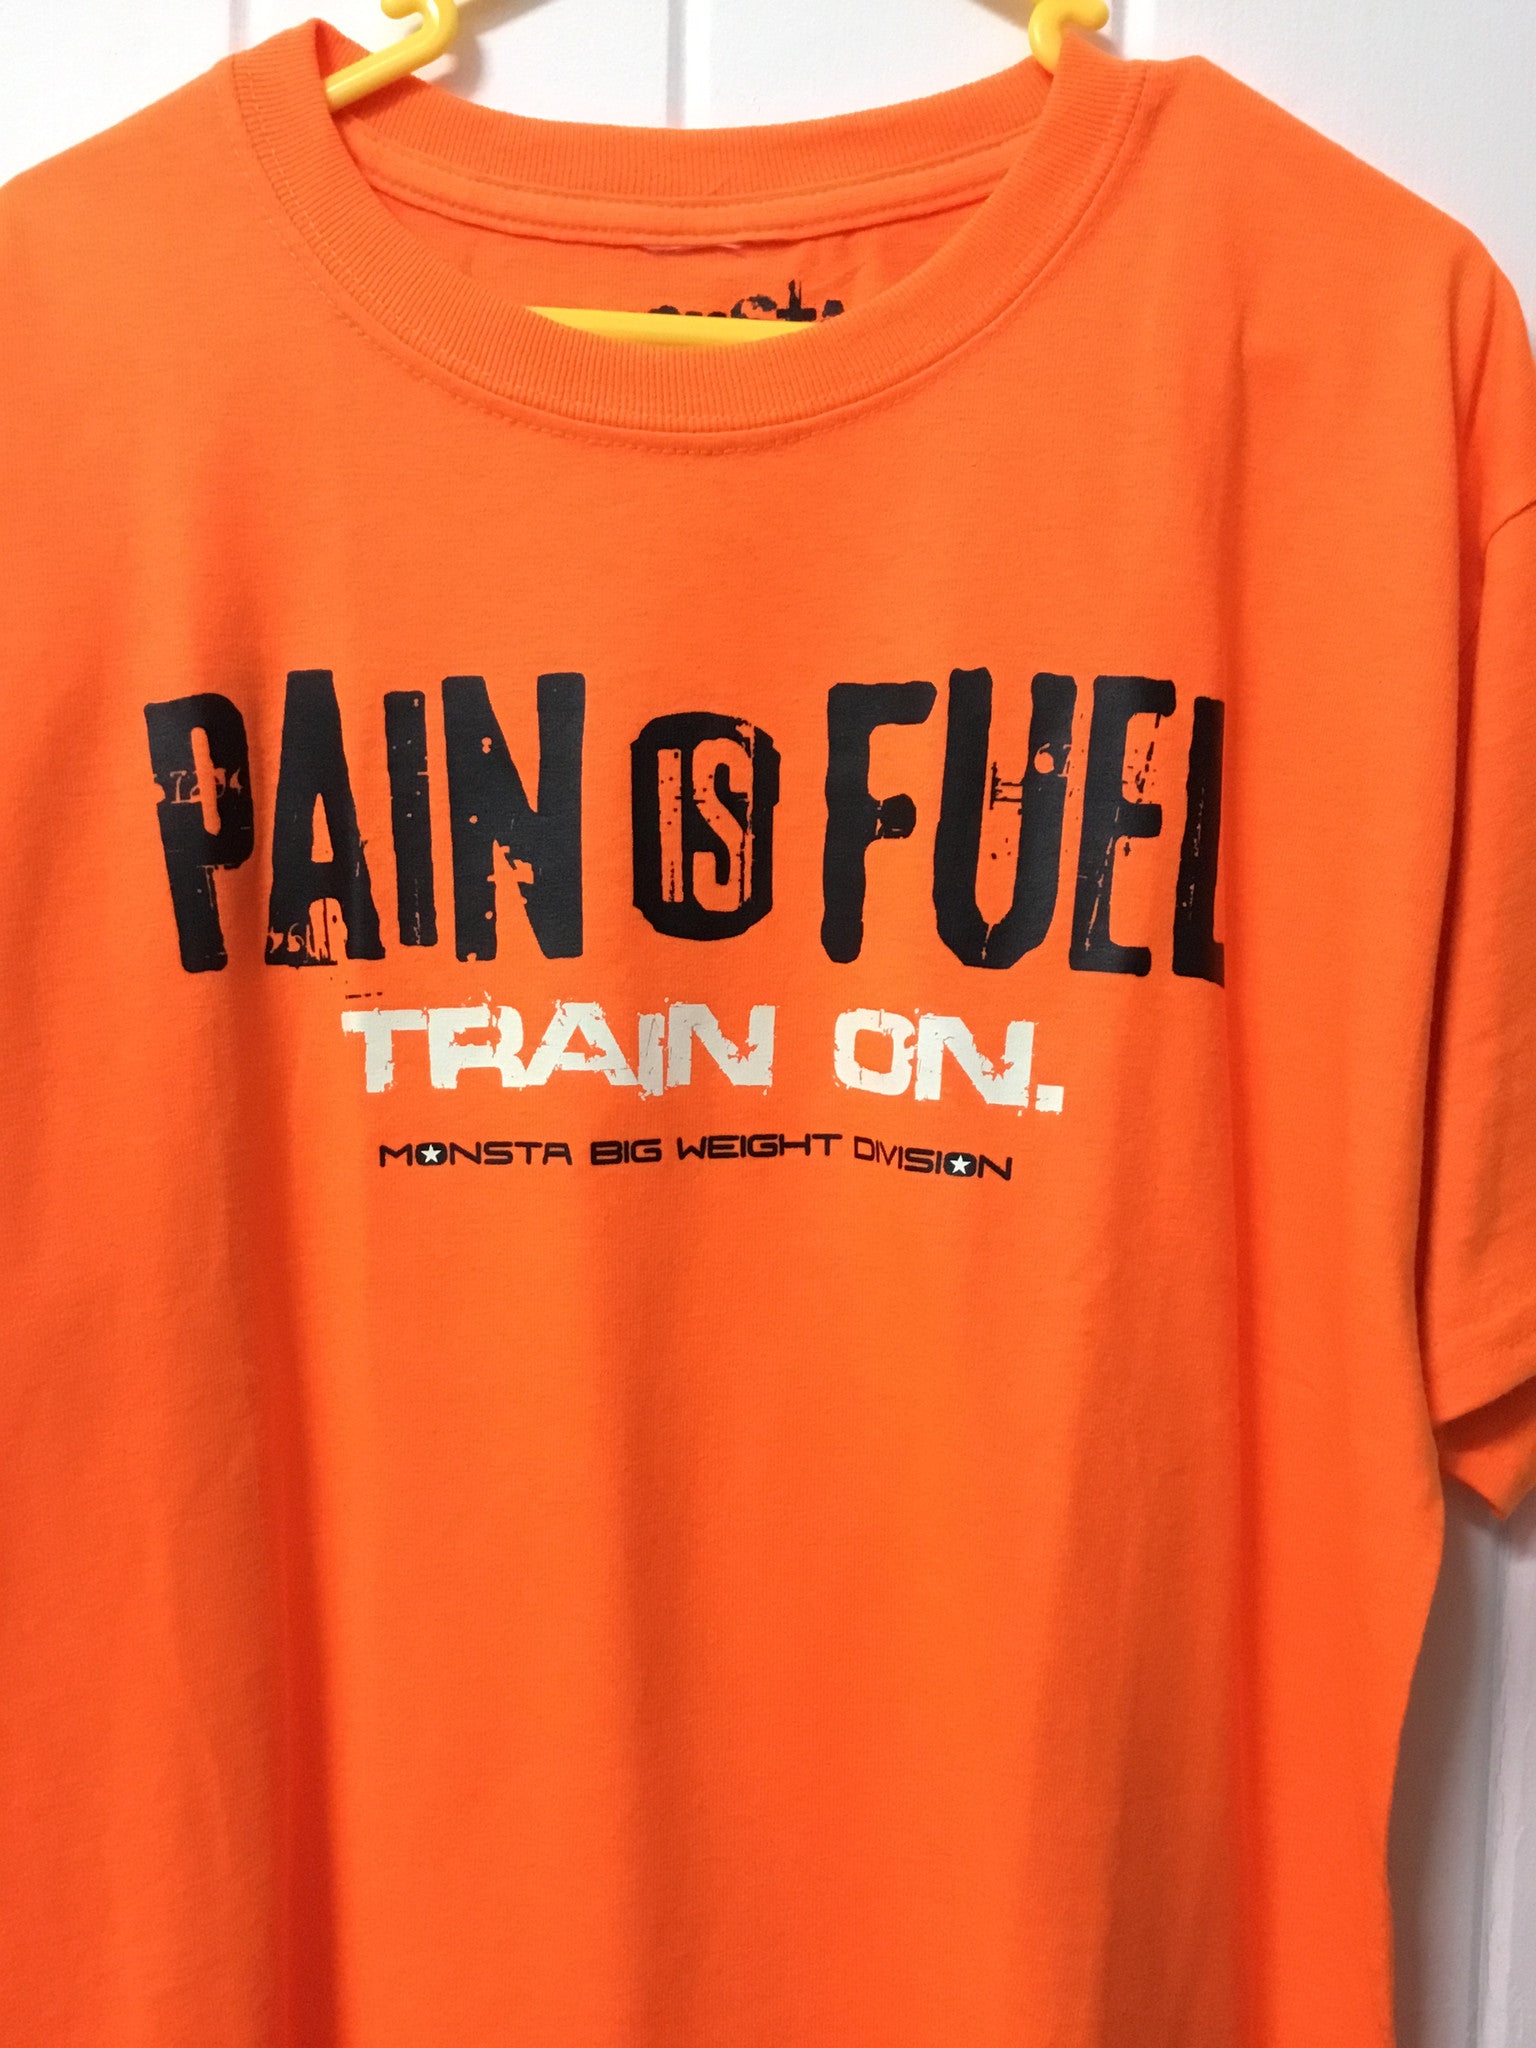 PAIN IS FUEL
TRAIN ON.
MONSTA BIG WEIGHT DIVISION